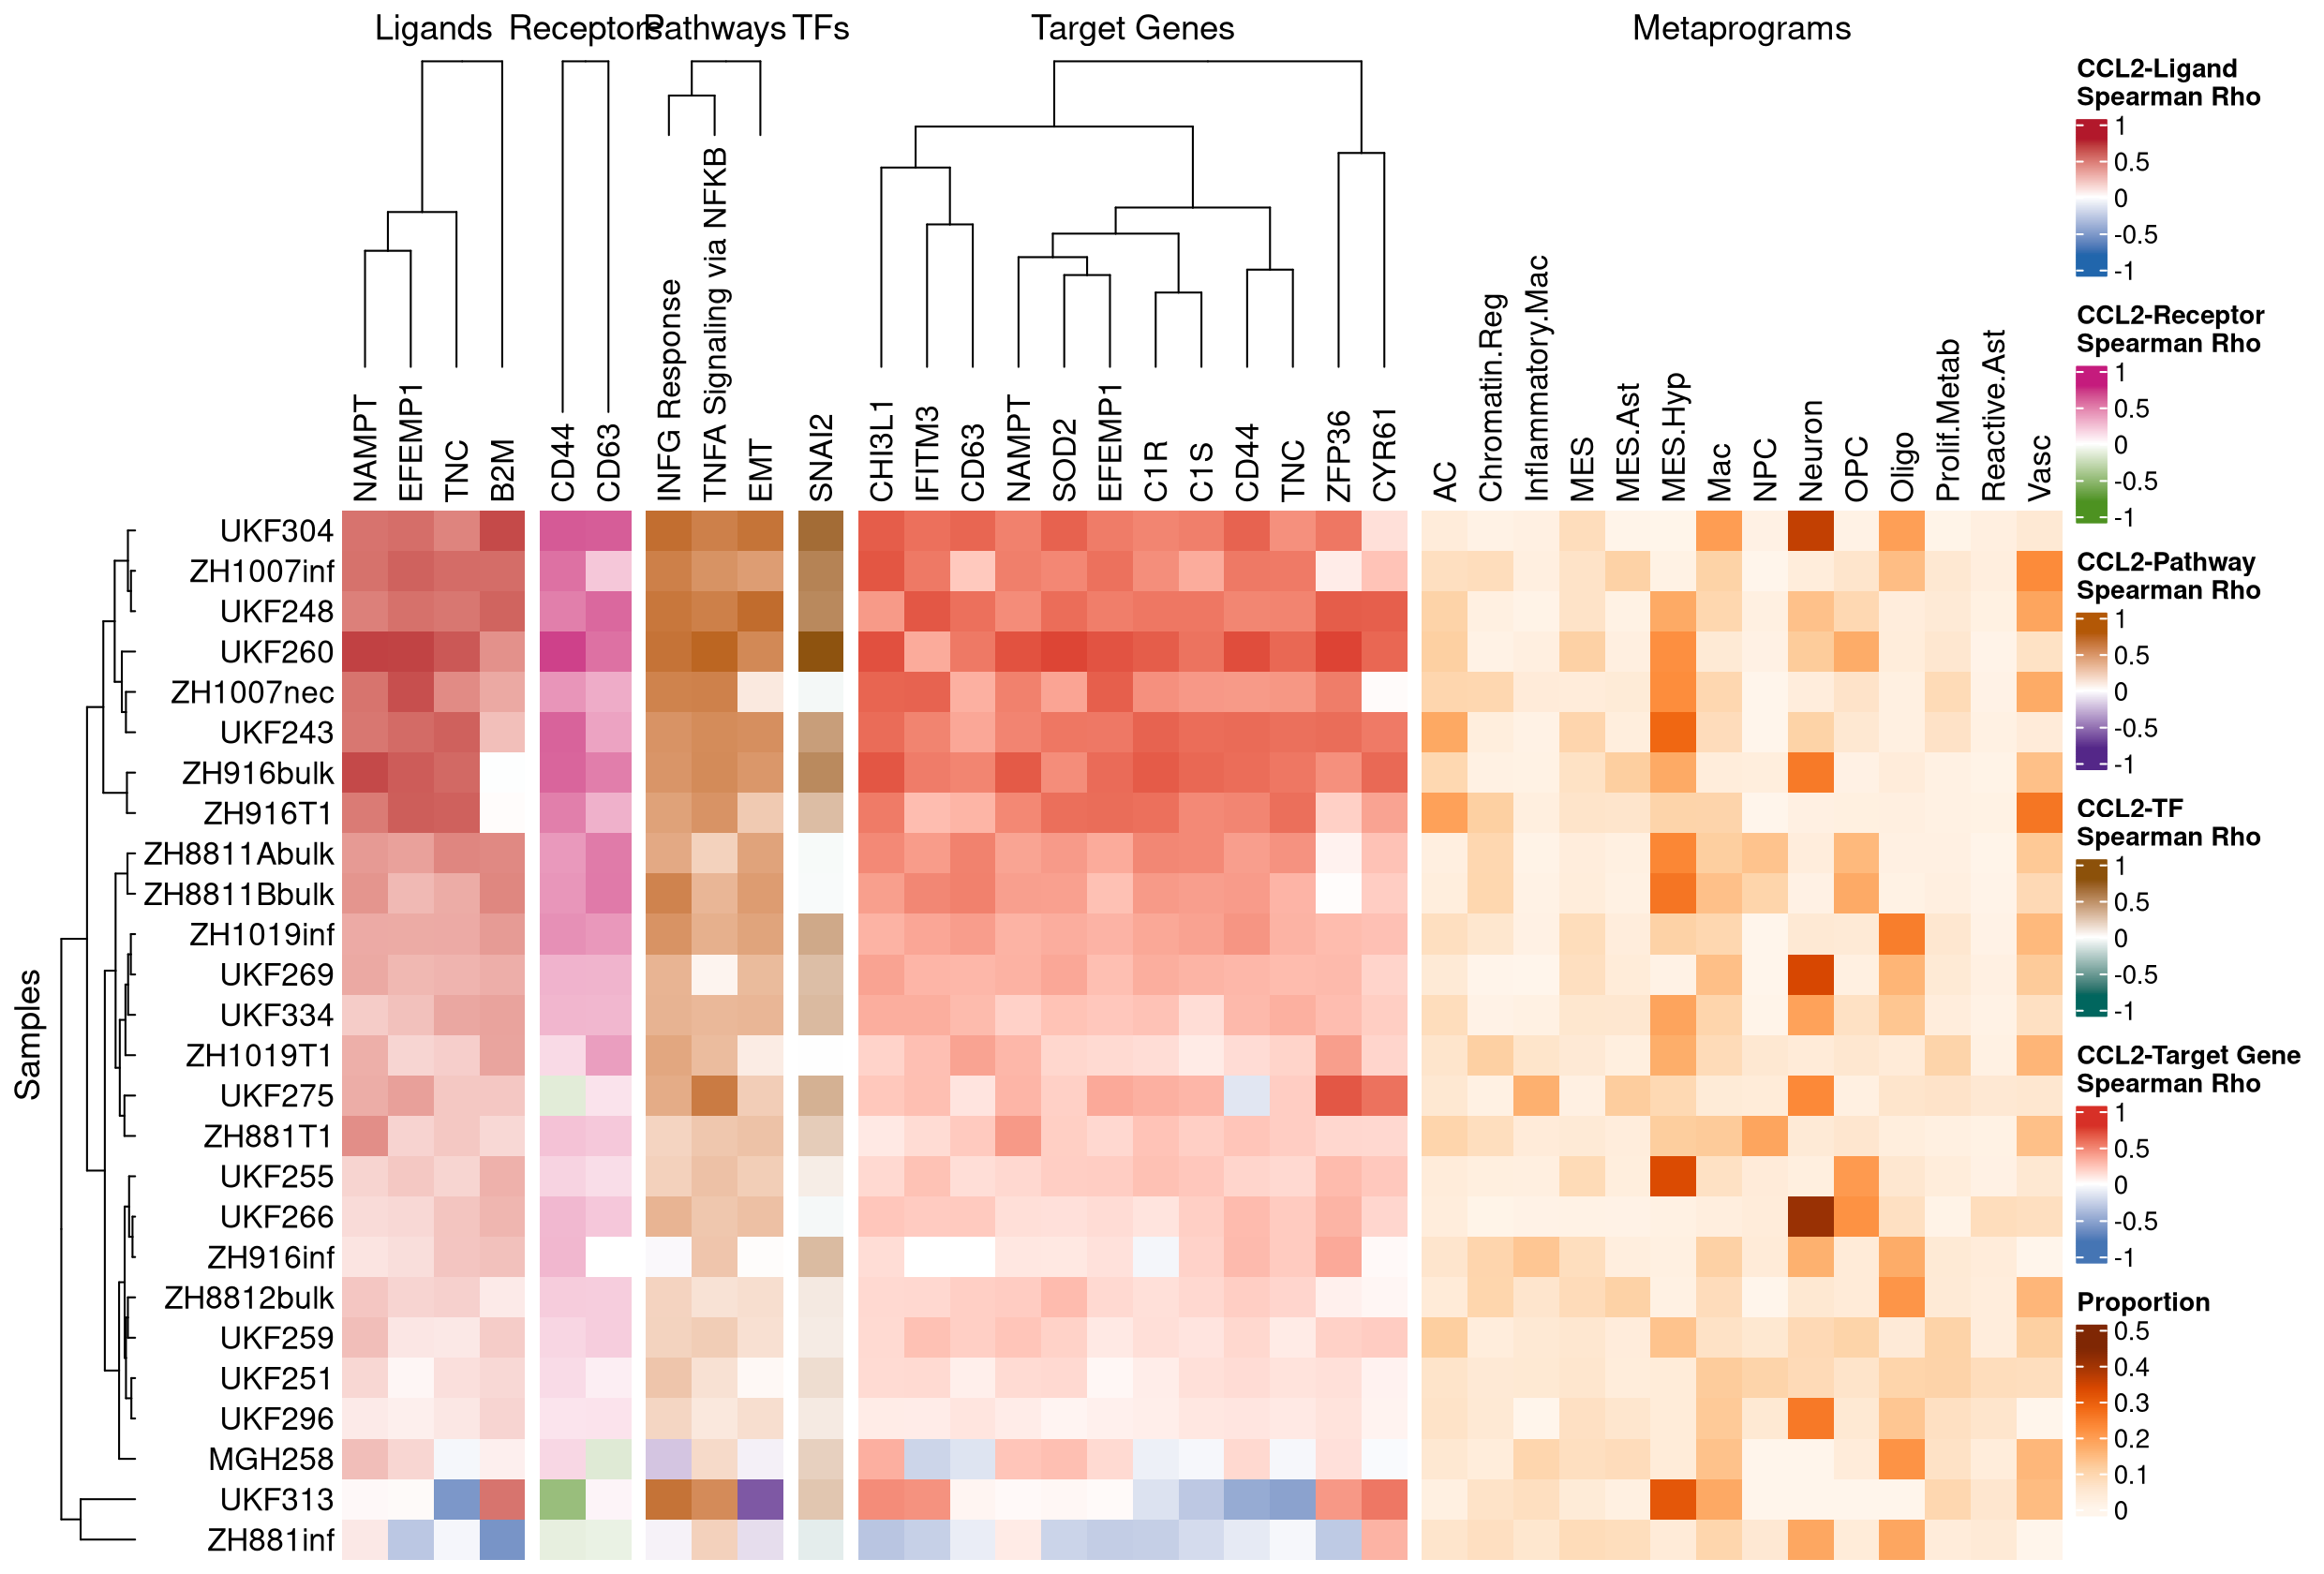 Ligands
Receptors
Pathways
TFs
Target Genes
Metaprograms
NAMPT
EFEMP1
TNC
B2M
CD44
CD63
INFG Response
TNFA Signaling via NFKB
EMT
SNAI2
CHI3L1
IFITM3
CD63
NAMPT
SOD2
EFEMP1
C1R
C1S
CD44
TNC
ZFP36
CYR61
AC
Chromatin.Reg
Inflammatory.Mac
MES
MES.Ast
MES.Hyp
Mac
NPC
Neuron
OPC
Oligo
Prolif.Metab
Reactive.Ast
Vasc
Samples
UKF304
ZH1007inf
UKF248
UKF260
ZH1007nec
UKF243
ZH916bulk
ZH916T1
ZH8811Abulk
ZH8811Bbulk
ZH1019inf
UKF269
UKF334
ZH1019T1
UKF275
ZH881T1
UKF255
UKF266
ZH916inf
ZH8812bulk
UKF259
UKF251
UKF296
MGH258
UKF313
ZH881inf
CCL2-Ligand
Spearman Rho
1
0.5
0
-0.5
-1
CCL2-Receptor
Spearman Rho
1
0.5
0
-0.5
-1
CCL2-Pathway
Spearman Rho
1
0.5
0
-0.5
-1
CCL2-TF
Spearman Rho
1
0.5
0
-0.5
-1
CCL2-Target Gene
Spearman Rho
1
0.5
0
-0.5
-1
Proportion
0.5
0.4
0.3
0.2
0.1
0